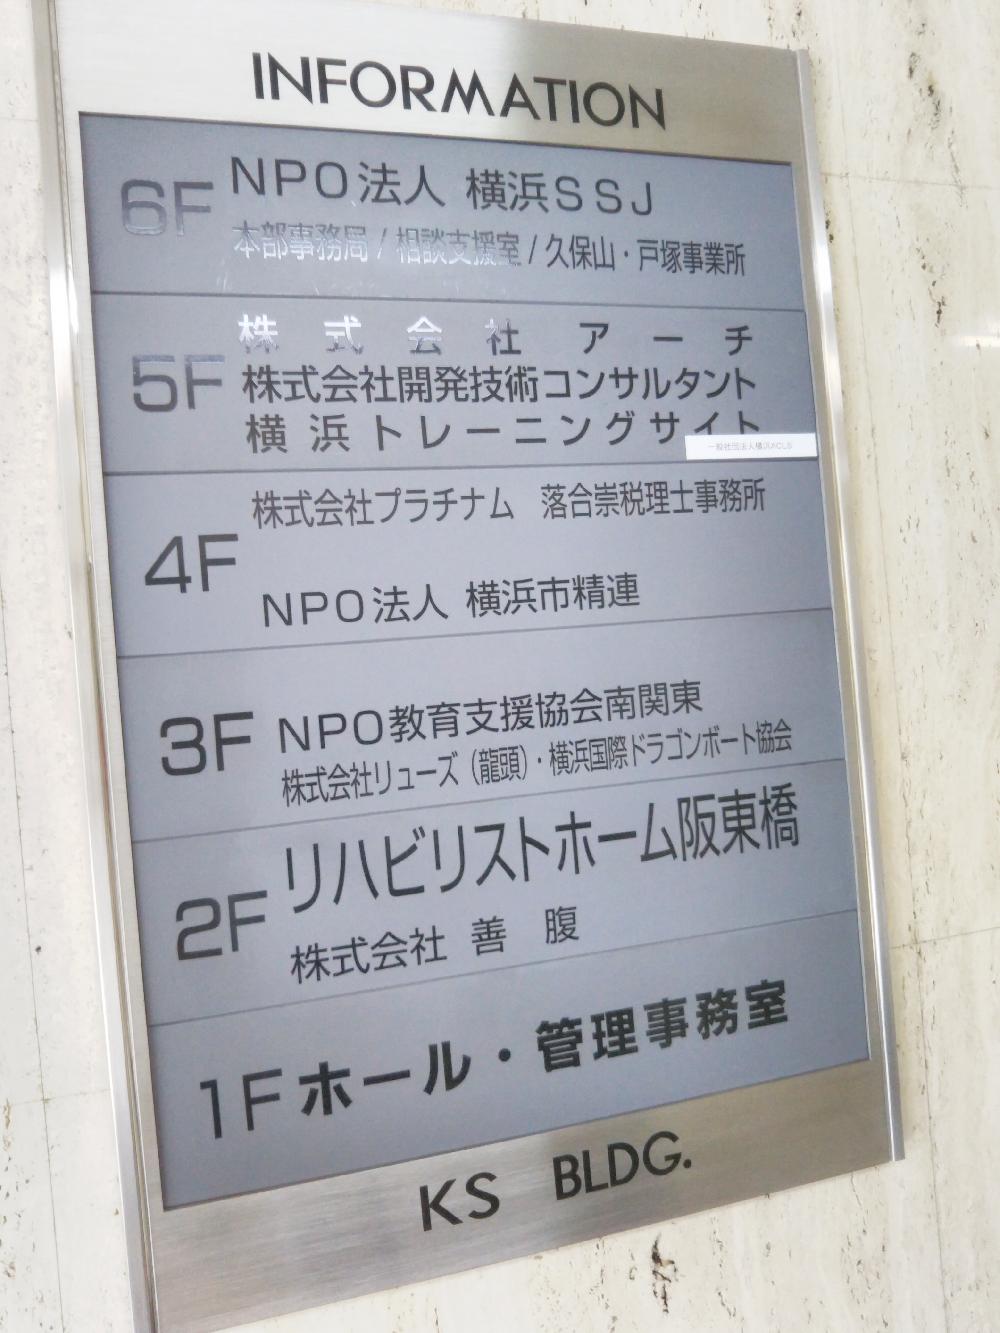 INFORMATION
6F NPO法人 横浜SSJ
本部事務局/相談支援室/久保山・戸塚事業所
株式会社アーチ
5F 株式会社開発技術コンサルタント
横浜トレーニングサイト
株式会社プラチナム 落合崇税理士事務所
4F
NPO法人 横浜市精連
3F NPO教育支援協会南関東
株式会社リューズ(龍頭)・横浜国際ドラゴンボート協会
2F リハビリストホーム阪東橋
株式会社 善 腹
1F ホール・管理事務室
KS BLDG.